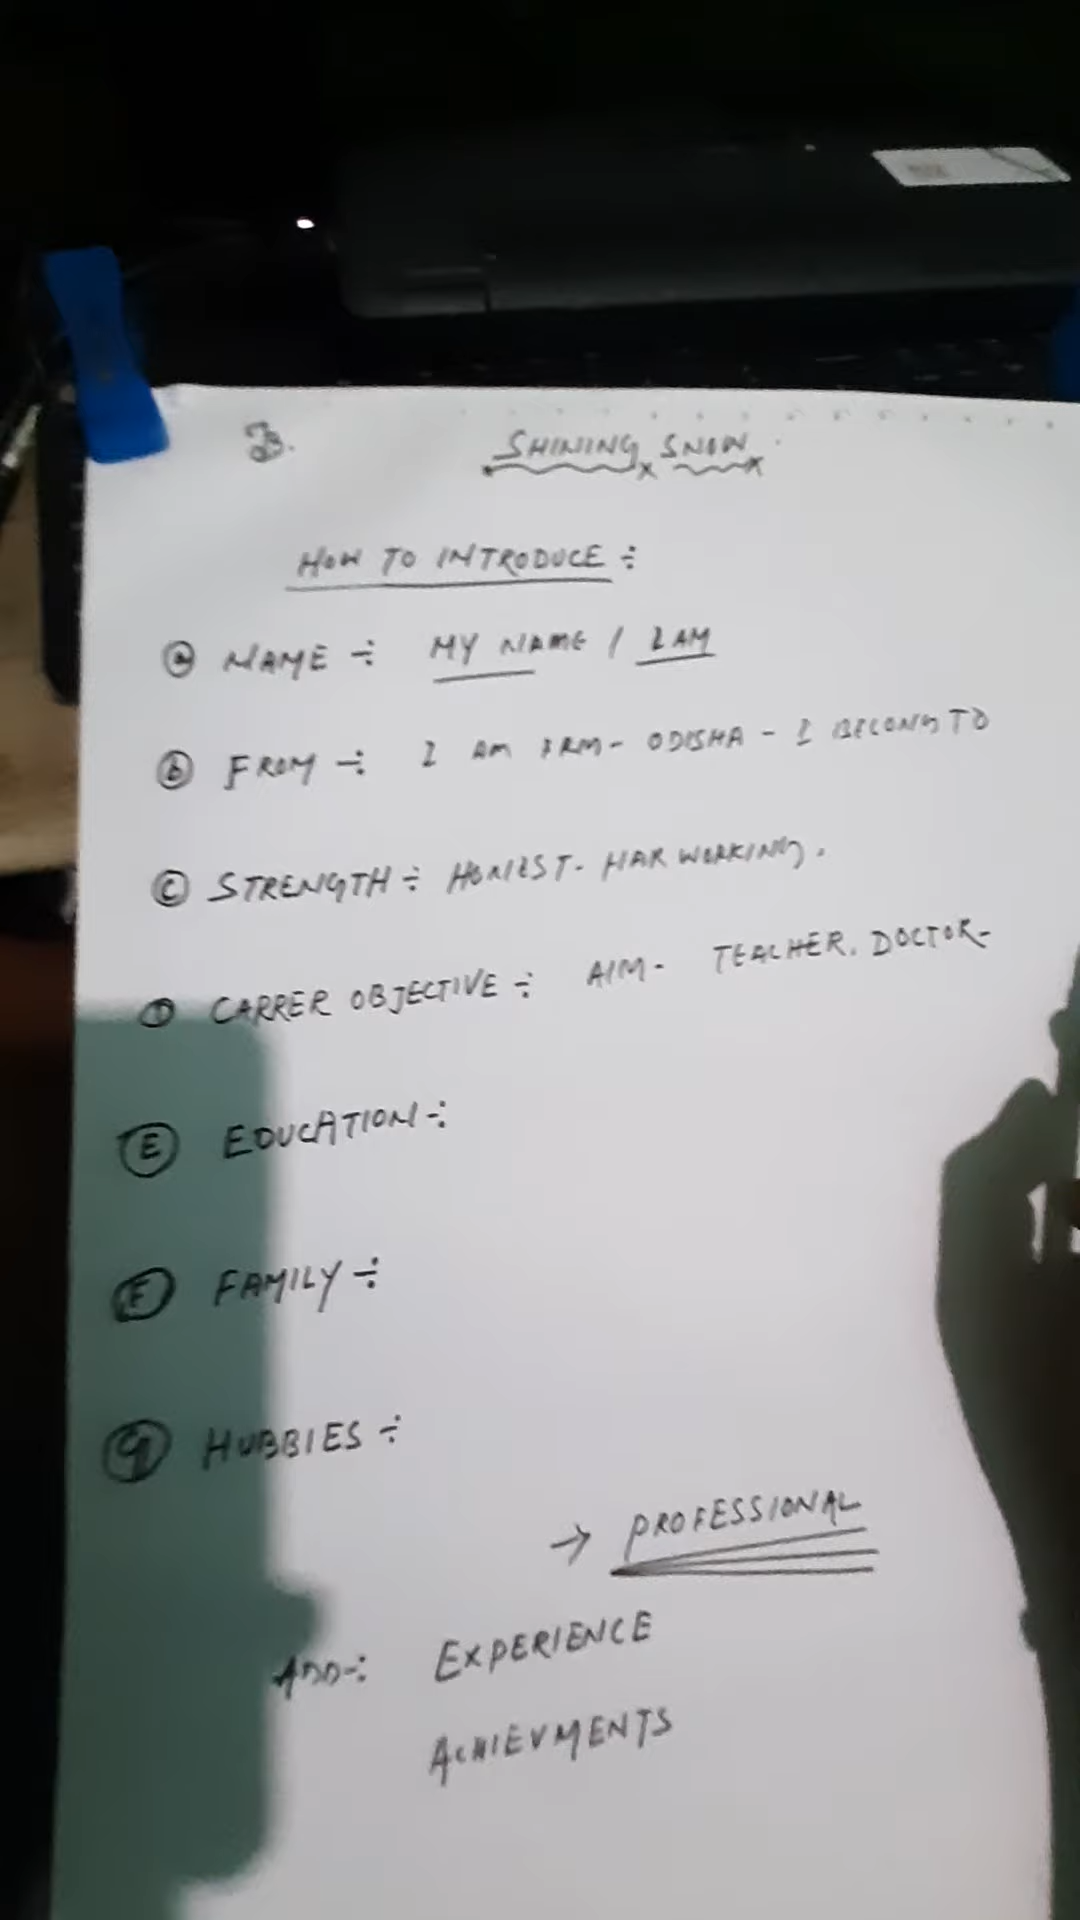 SHINING SNOW
HOW TO INTRODUCE ÷
ⓐ NAME ÷ MY NAME / I AM
ⓑ FROM ÷ I AM FRM - ODISHA - I BELONG TO
Ⓒ STRENGTH ÷ HONEST - HAR WORKING.
Ⓓ CARRER OBJECTIVE ÷ AIM - TEACHER. DOCTOR -
Ⓔ EDUCATION ÷
Ⓕ FAMILY ÷
Ⓖ HUBBIES ÷
→ PROFESSIONAL
ADD ÷ EXPERIENCE
ACHIEVMENTS